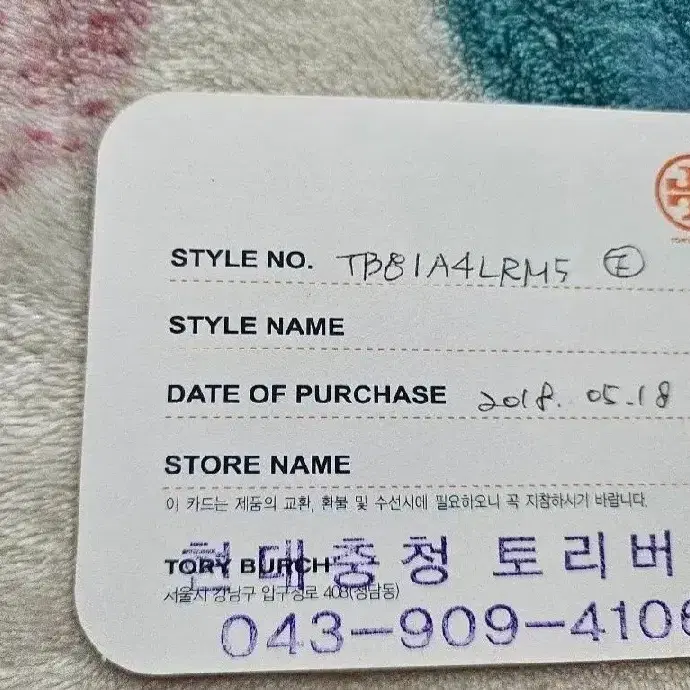 STYLE NO. TB81A4LRM5 Ⓔ
STYLE NAME
DATE OF PURCHASE 2018. 05.18
STORE NAME
이 카드는 제품의 교환, 환불 및 수선시에 필요하오니 꼭 지참하시기 바랍니다.
TORY BURCH
현대충청 토리버
서울시 강남구 압구정로 408(청담동)
043-909-4106